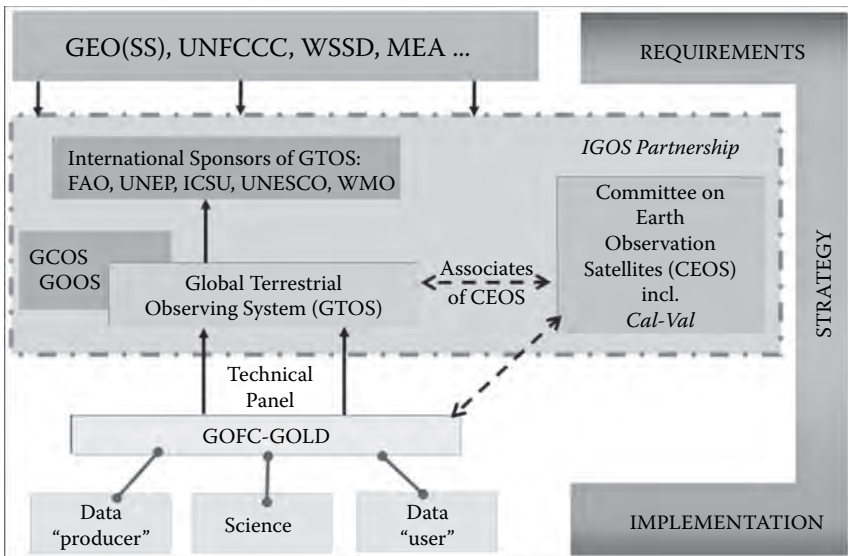 GEO(SS), UNFCCC, WSSD, MEA ...
REQUIREMENTS
International Sponsors of GTOS:
FAO, UNEP, ICSU, UNESCO, WMO
IGOS Partnership
Committee on
Earth
Observation
Satellites (CEOS)
incl.
Cal-Val
GCOS
GOOS
Global Terrestrial
Observing System (GTOS)
Associates
of CEOS
STRATEGY
Technical
Panel
GOFC-GOLD
Data
“producer”
Science
Data
“user”
IMPLEMENTATION